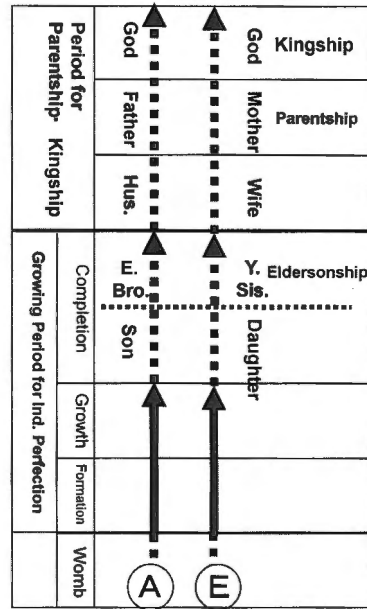 Period for
Parentship- Kingship
God
God
Kingship
Father
Mother
Parentship
Hus.
Wife
Growing Period for Ind. Perfection
Completion
E.
Bro.
Y.
Sis.
Eldersonship
Son
Daughter
Growth
Formation
Womb
A
E